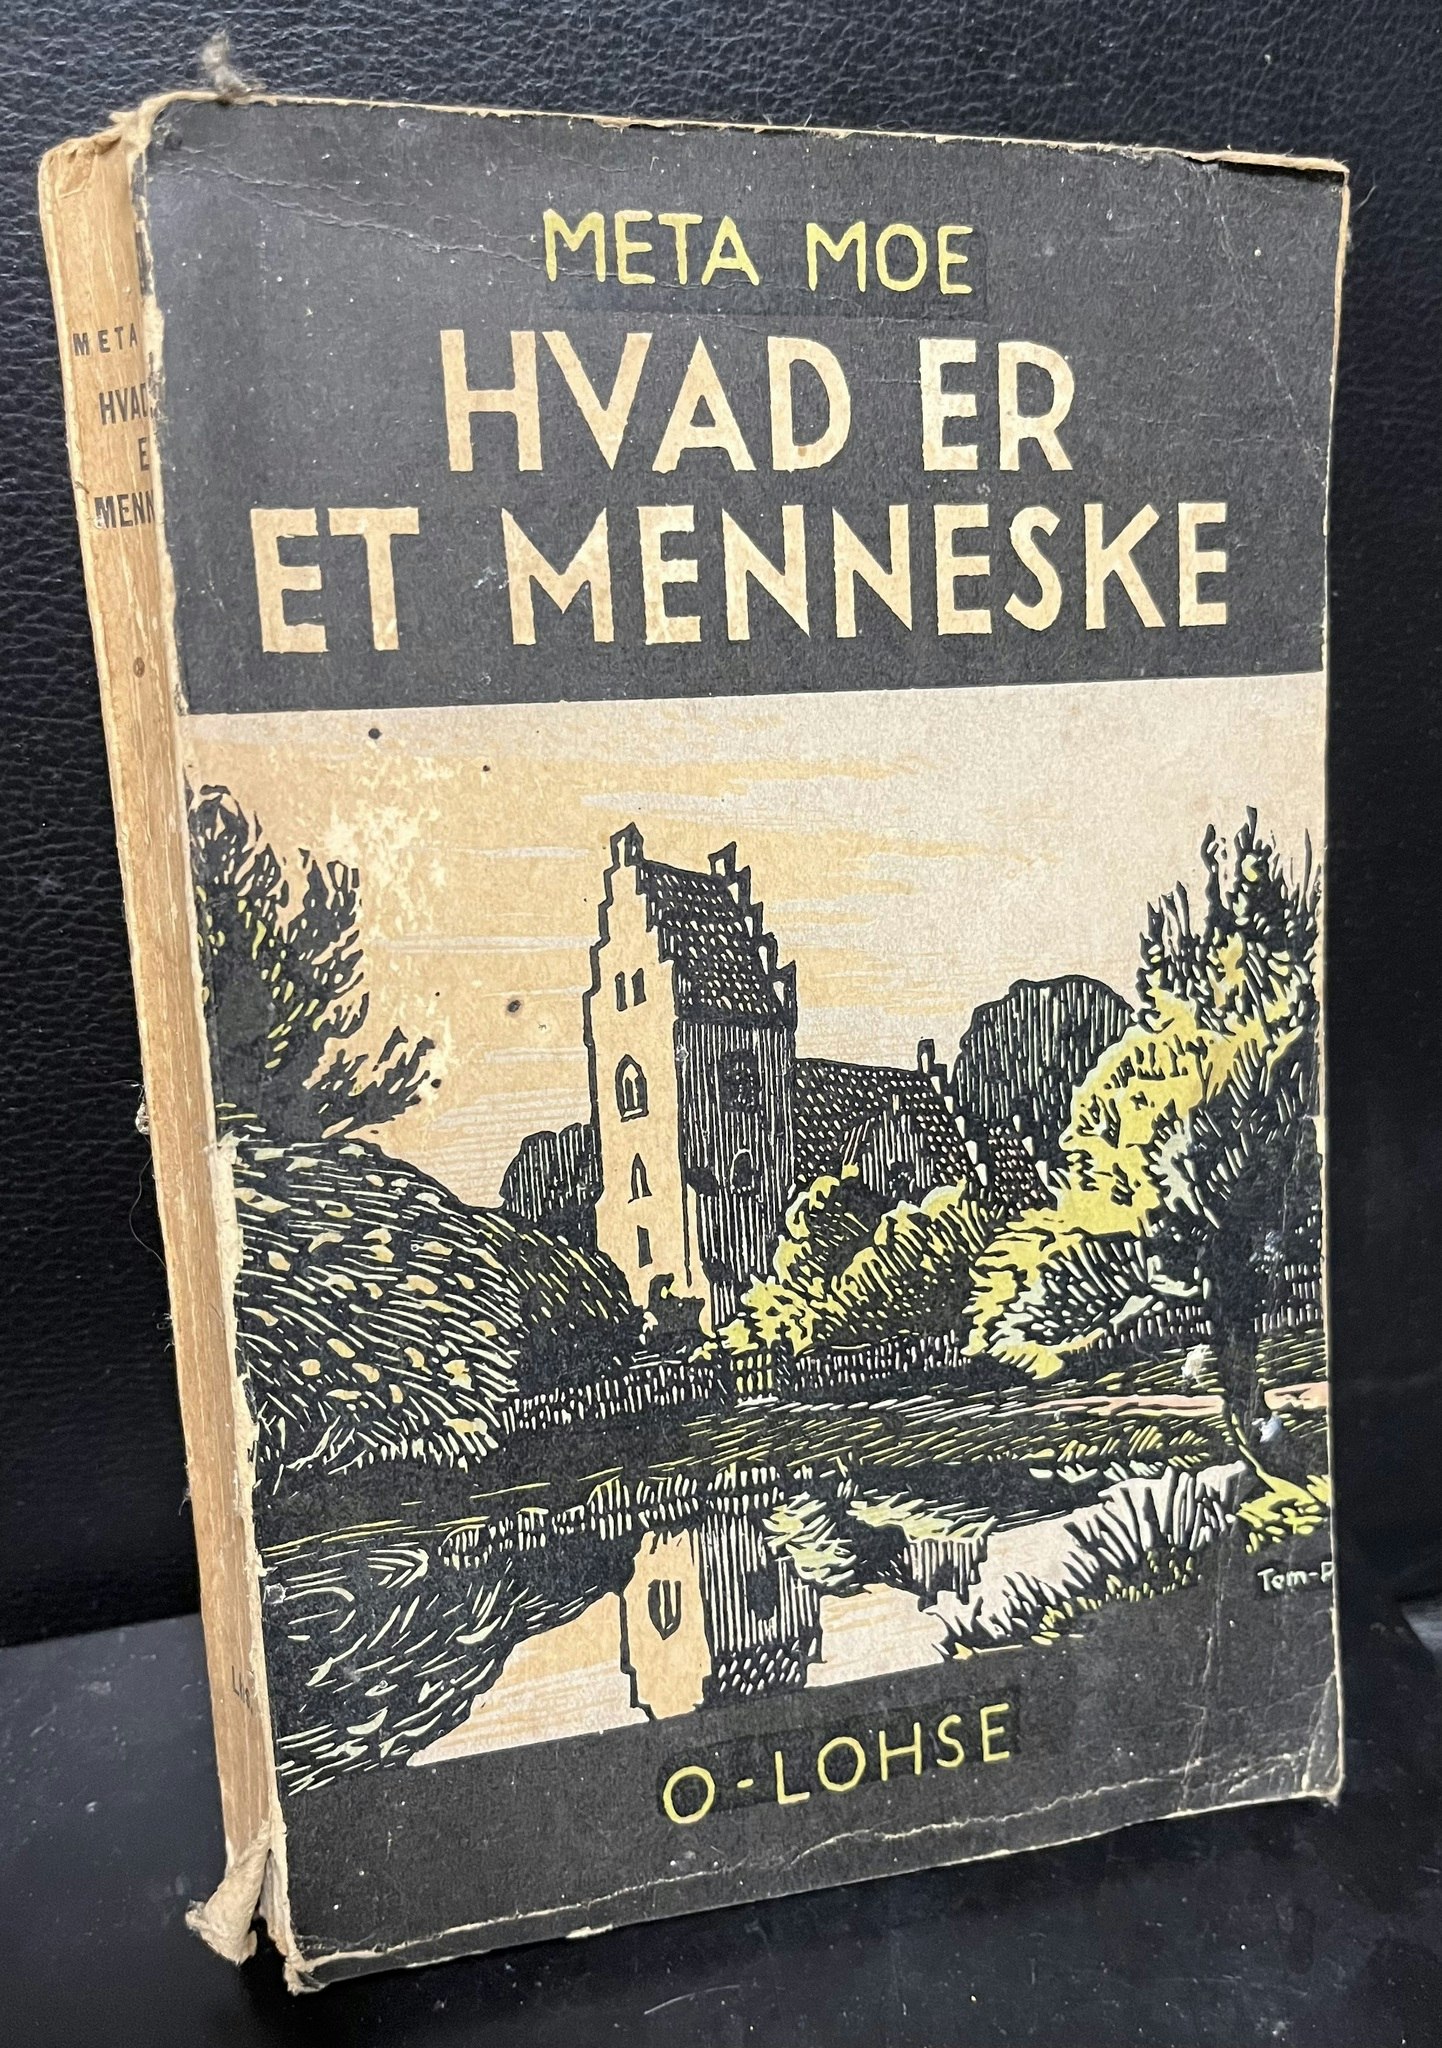 META MOE
HVAD ER
ET MENNESKE
O-LOHSE
META
HVAD
E
MENN